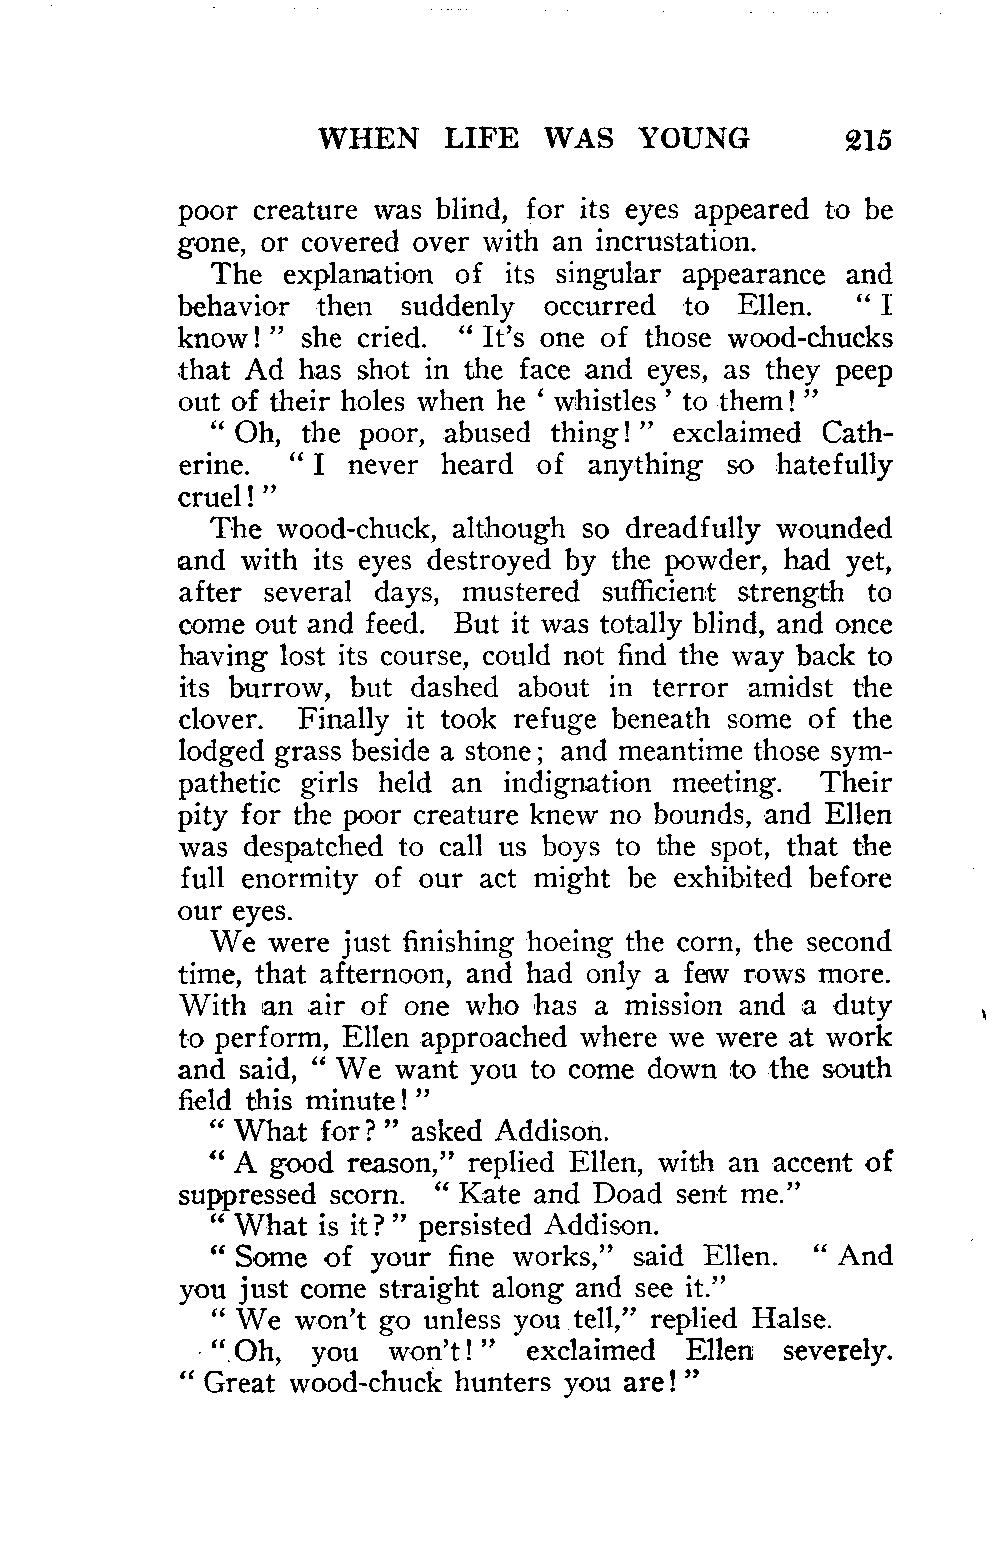 WHEN LIFE WAS YOUNG 215
poor creature was blind, for its eyes appeared to be
gone, or covered over with an incrustation.
The explanation of its singular appearance and
behavior then suddenly occurred to Ellen. “ I
know! ” she cried. “ It’s one of those wood-chucks
that Ad has shot in the face and eyes, as they peep
out of their holes when he ‘ whistles ’ to them! ”
“ Oh, the poor, abused thing! ” exclaimed Cath-
erine. “ I never heard of anything so hatefully
cruel! ”
The wood-chuck, although so dreadfully wounded
and with its eyes destroyed by the powder, had yet,
after several days, mustered sufficient strength to
come out and feed. But it was totally blind, and once
having lost its course, could not find the way back to
its burrow, but dashed about in terror amidst the
clover. Finally it took refuge beneath some of the
lodged grass beside a stone; and meantime those sym-
pathetic girls held an indignation meeting. Their
pity for the poor creature knew no bounds, and Ellen
was despatched to call us boys to the spot, that the
full enormity of our act might be exhibited before
our eyes.
We were just finishing hoeing the corn, the second
time, that afternoon, and had only a few rows more.
With an air of one who has a mission and a duty
to perform, Ellen approached where we were at work
and said, “ We want you to come down to the south
field this minute! ”
“ What for? ” asked Addison.
“ A good reason,” replied Ellen, with an accent of
suppressed scorn. “ Kate and Doad sent me.”
“ What is it? ” persisted Addison.
“ Some of your fine works,” said Ellen. “ And
you just come straight along and see it.”
“ We won’t go unless you tell,” replied Halse.
“ Oh, you won’t! ” exclaimed Ellen severely.
“ Great wood-chuck hunters you are! ”